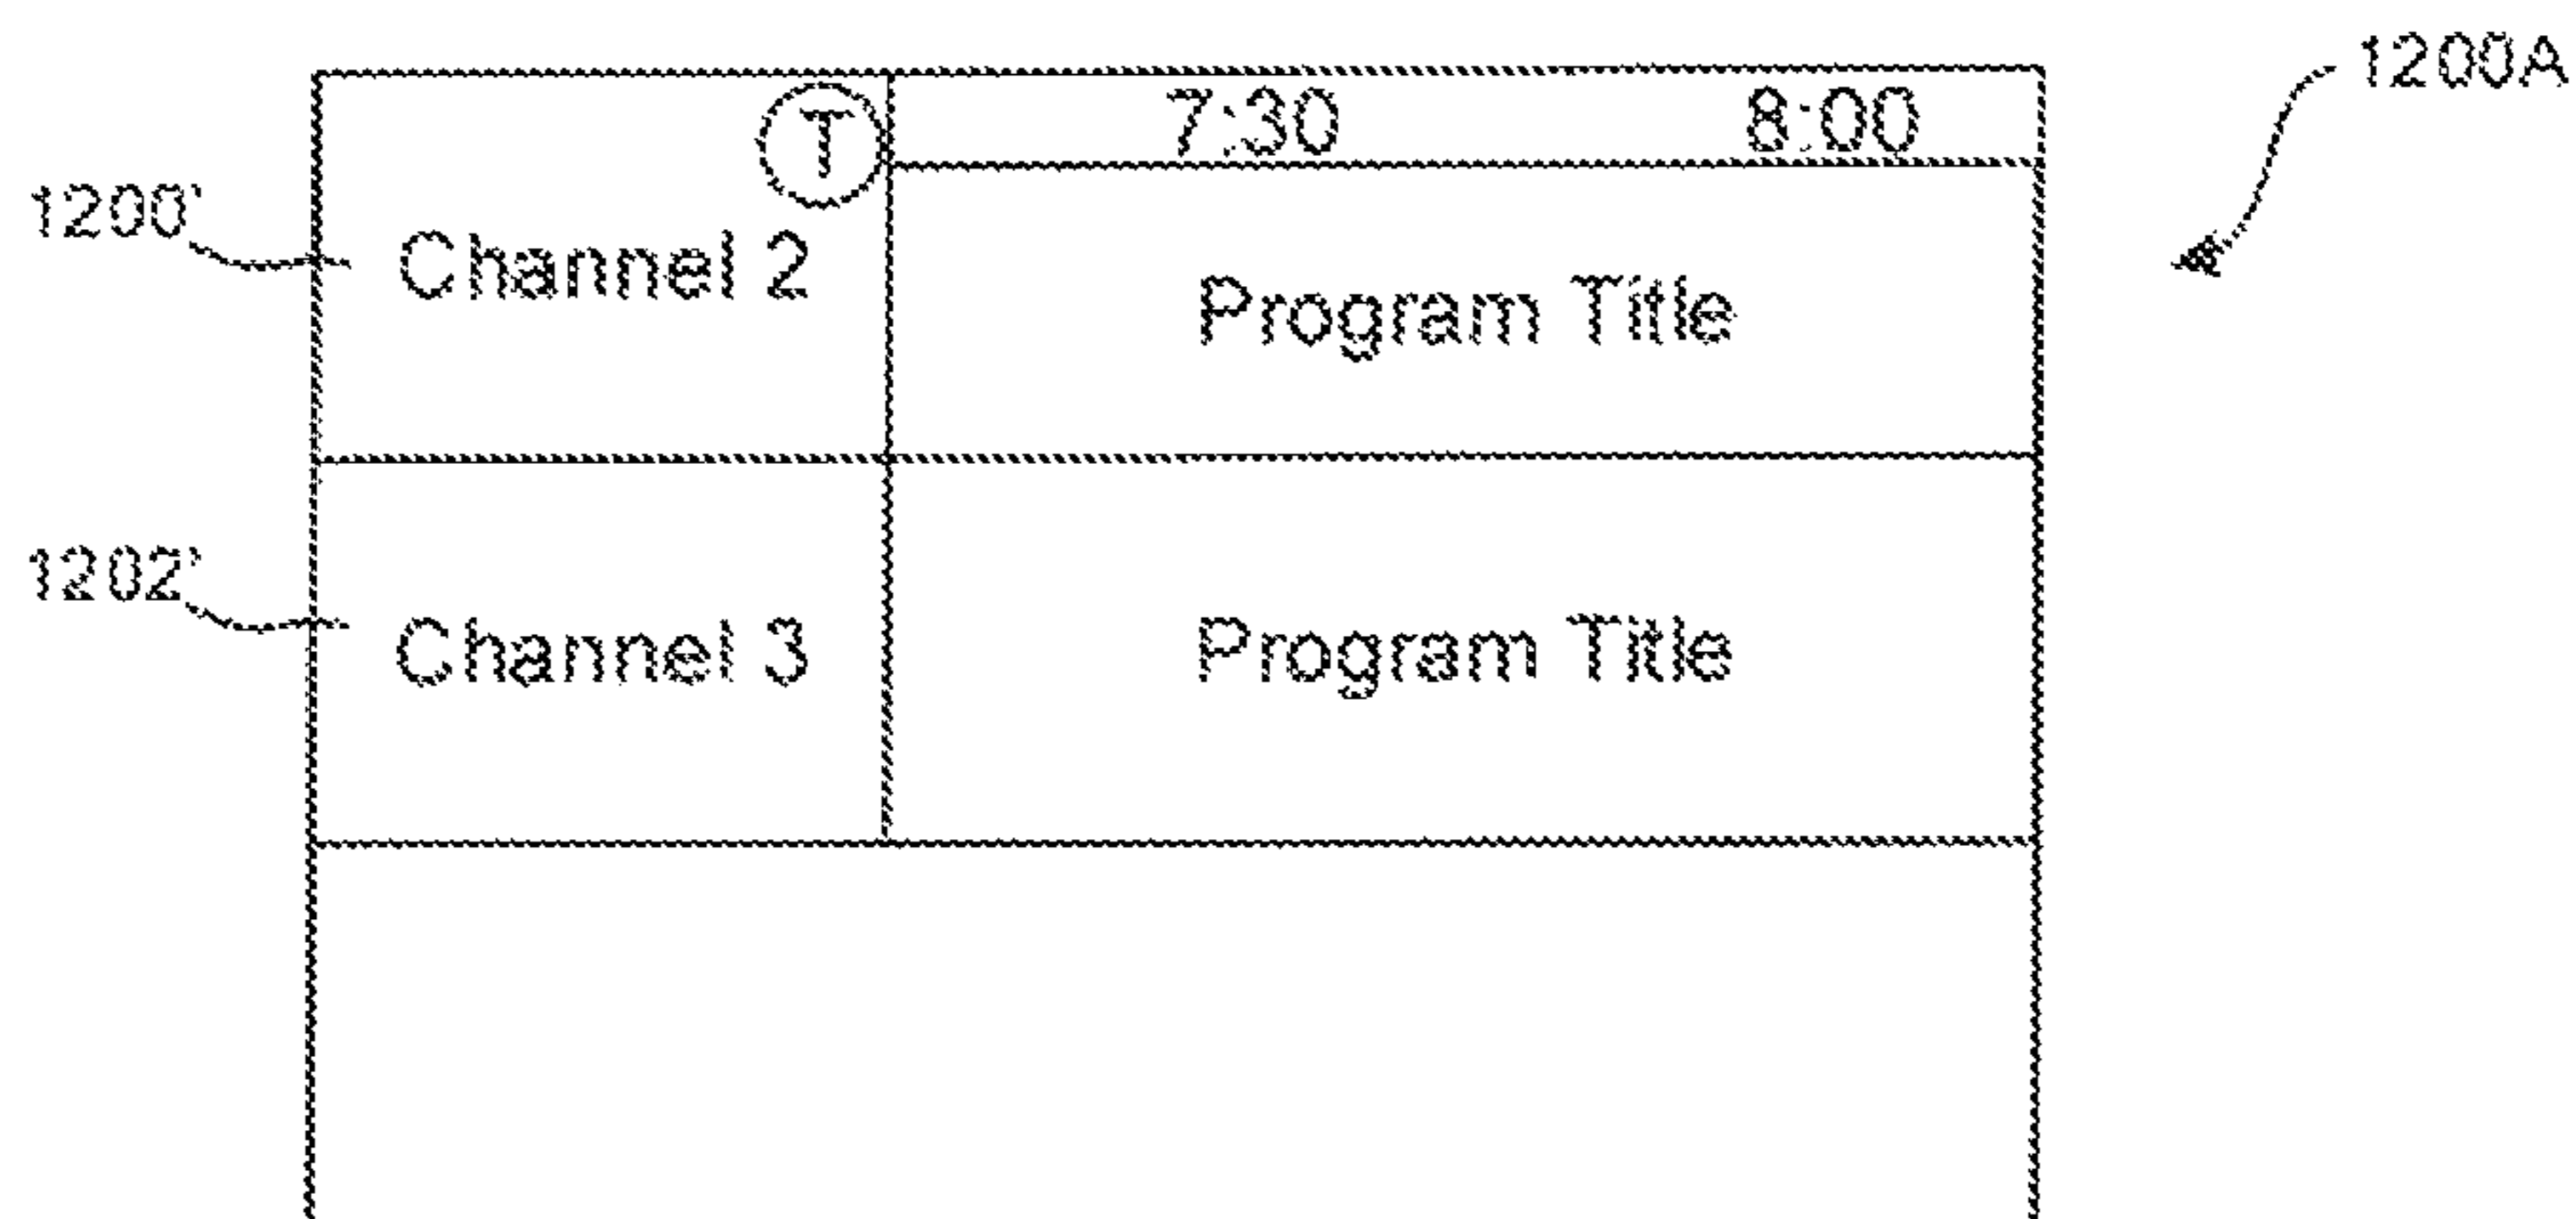 1200A
T 7:30 8:00
1200'
Channel 2 Program Title
1202'
Channel 3 Program Title